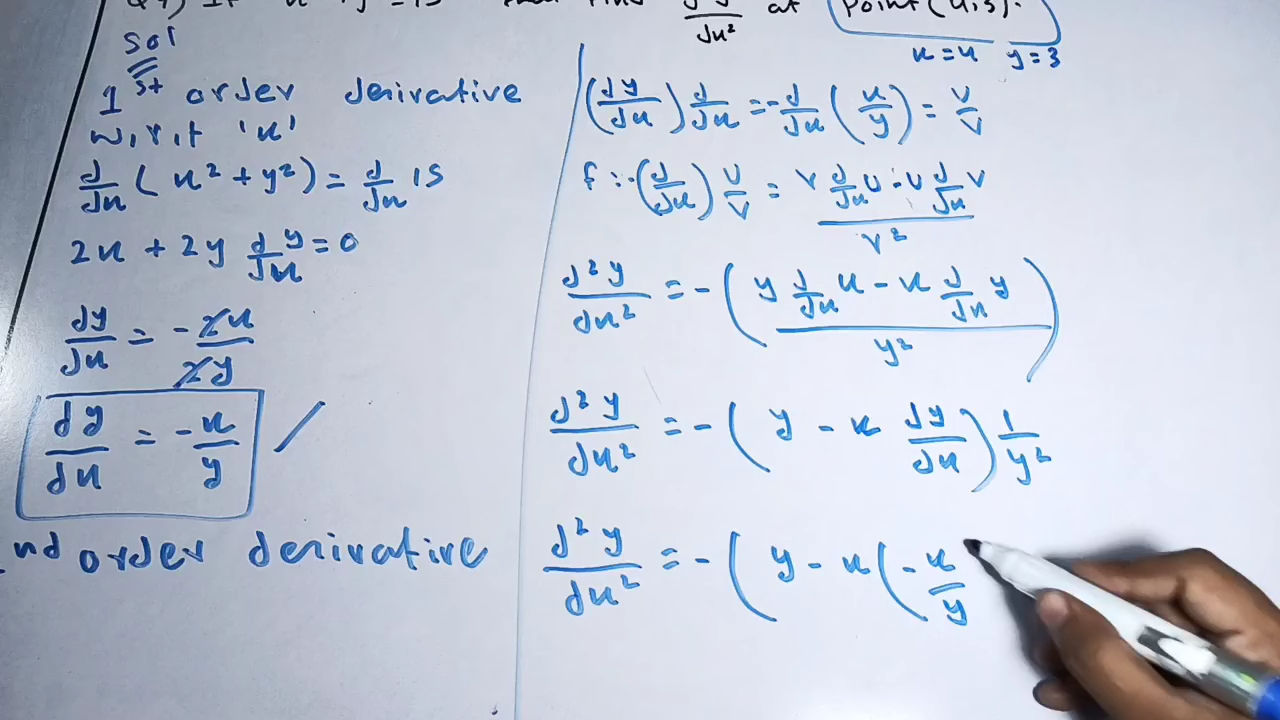 sol
1st order derivative
w.r.t 'x'
d/dx (x² + y²) = d/dx 15
2x + 2y dy/dx = 0
dy/dx = -2x/2y
dy/dx = -x/y
nd order derivative
d²y/dx² at point (4,3).
x=4 y=3
(dy/dx) d/dx = -d/dx (x/y) = u/v
f:-(d/dx) u/v = v d/dx u - u d/dx v / v²
d²y/dx² = -(y d/dx x - x d/dx y / y²)
d²y/dx² = -(y - x dy/dx) 1/y²
d²y/dx² = -(y - x(-x/y